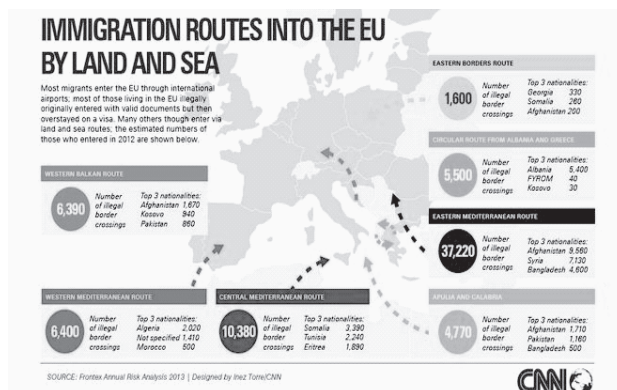 IMMIGRATION ROUTES INTO THE EU
BY LAND AND SEA
Most migrants enter the EU through international
airports; most of those living in the EU illegally
originally entered with valid documents but then
overstayed on a visa. Many others though enter via
land and sea routes; the estimated numbers of
those who entered in 2012 are shown below.
EASTERN BORDERS ROUTE
1,600
Number
of illegal
border
crossings
Top 3 nationalities:
Georgia 330
Somalia 260
Afghanistan 200
CIRCULAR ROUTE FROM ALBANIA AND GREECE
5,500
Number
of illegal
border
crossings
Top 3 nationalities:
Albania 5,400
FYROM 40
Kosovo 30
WESTERN BALKAN ROUTE
6,390
Number
of illegal
border
crossings
Top 3 nationalities:
Afghanistan 1,670
Kosovo 940
Pakistan 860
EASTERN MEDITERRANEAN ROUTE
37,220
Number
of illegal
border
crossings
Top 3 nationalities:
Afghanistan 9,560
Syria 7,130
Bangladesh 4,600
WESTERN MEDITERRANEAN ROUTE
6,400
Number
of illegal
border
crossings
Top 3 nationalities:
Algeria 2,020
Not specified 1,410
Morocco 500
CENTRAL MEDITERRANEAN ROUTE
10,380
Number
of illegal
border
crossings
Top 3 nationalities:
Somalia 3,390
Tunisia 2,240
Eritrea 1,890
APULIA AND CALABRIA
4,770
Number
of illegal
border
crossings
Top 3 nationalities:
Afghanistan 1,710
Pakistan 1,160
Bangladesh 500
SOURCE: Frontex Annual Risk Analysis 2013 | Designed by Inez Torre/CNN
CNN